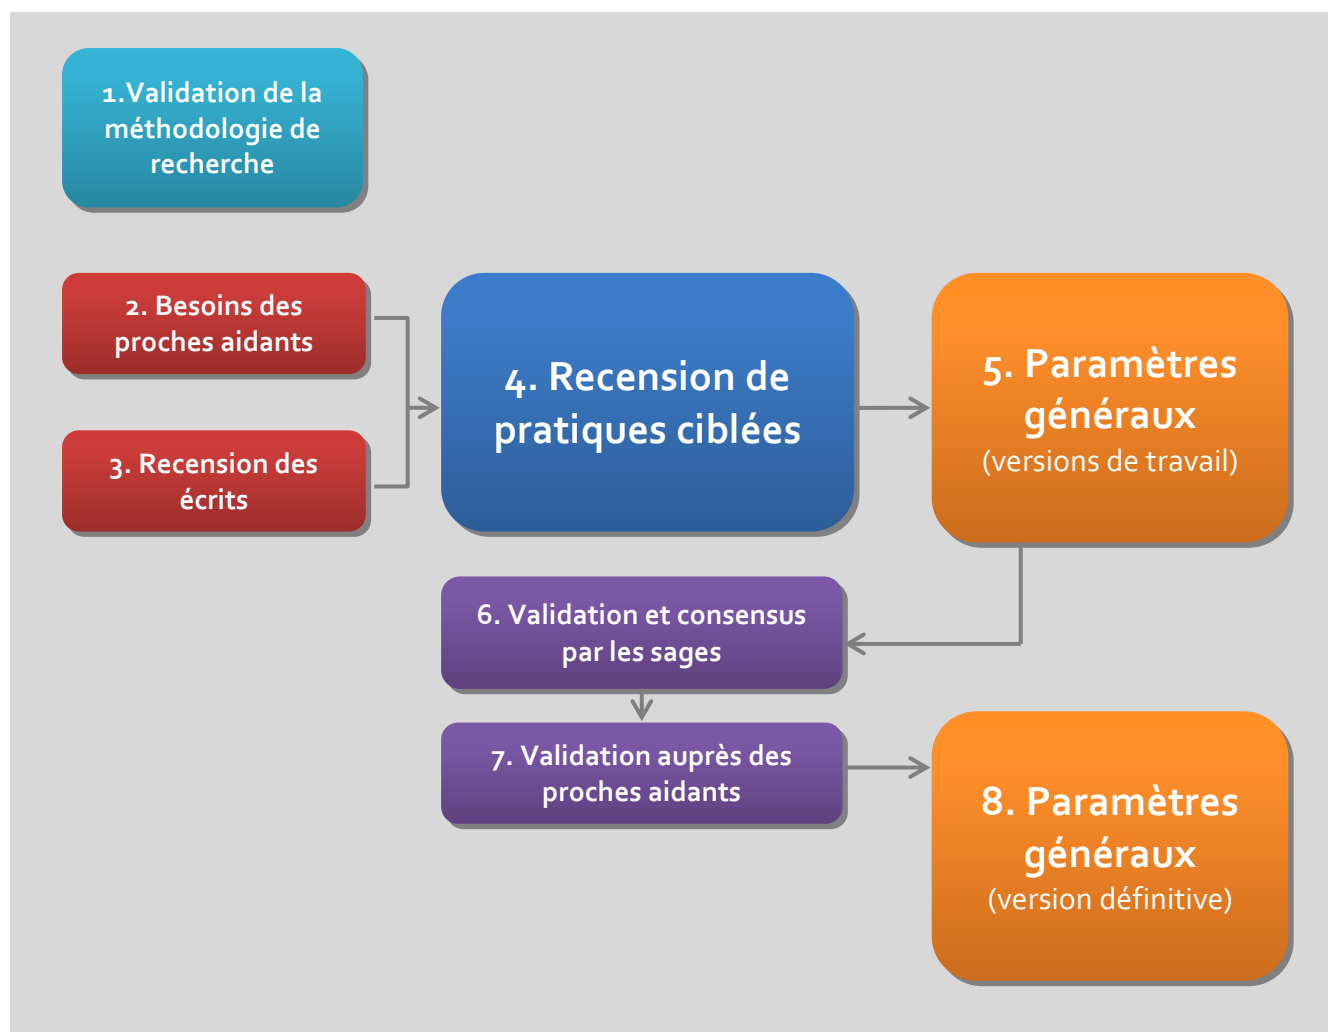 1.Validation de la
méthodologie de
recherche
2. Besoins des
proches aidants
3. Recension des
écrits
4. Recension de
pratiques ciblées
5. Paramètres
généraux
(versions de travail)
6. Validation et consensus
par les sages
7. Validation auprès des
proches aidants
8. Paramètres
généraux
(version définitive)